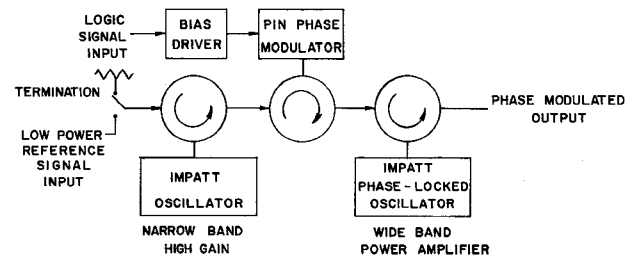 LOGIC
SIGNAL
INPUT
BIAS
DRIVER
PIN PHASE
MODULATOR
TERMINATION
LOW POWER
REFERENCE
SIGNAL
INPUT
PHASE MODULATED
OUTPUT
IMPATT
OSCILLATOR
NARROW BAND
HIGH GAIN
IMPATT
PHASE-LOCKED
OSCILLATOR
WIDE BAND
POWER AMPLIFIER